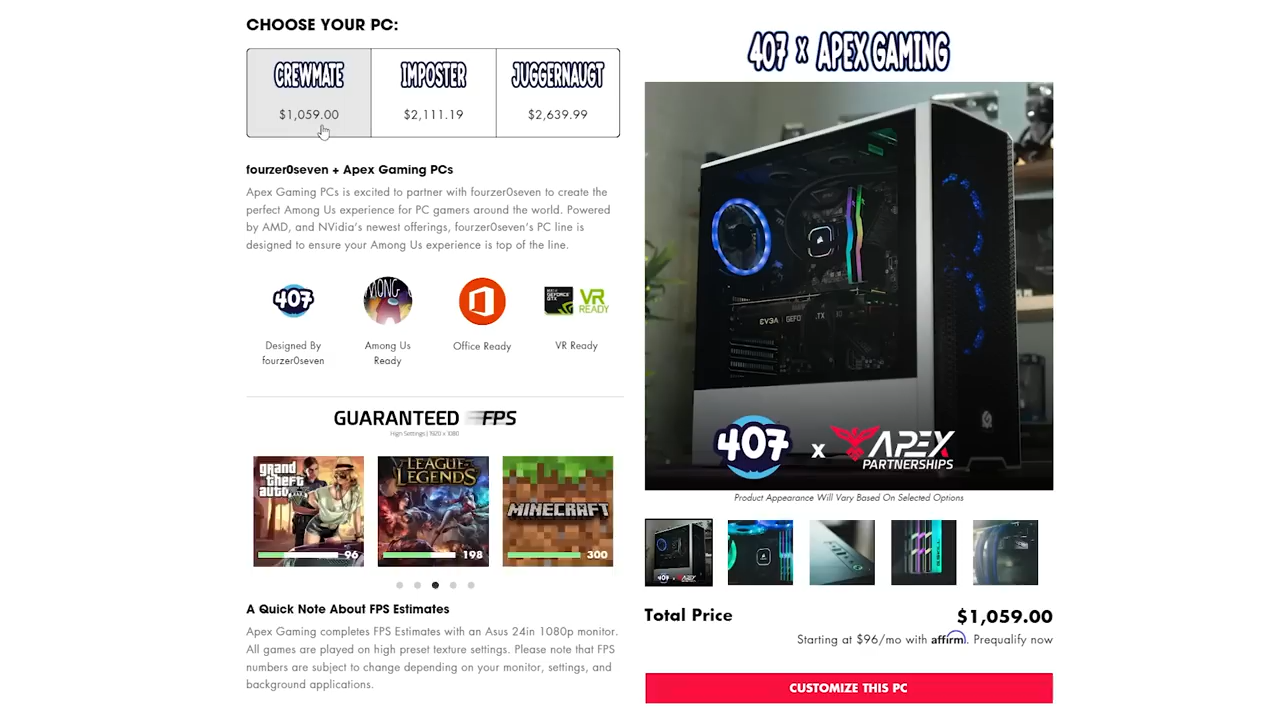 CHOOSE YOUR PC:
CREWMATE
$1,059.00
IMPOSTER
$2,111.19
JUGGERNAUGT
$2,639.99
fourzer0seven + Apex Gaming PCs
Apex Gaming PCs is excited to partner with fourzer0seven to create the
perfect Among Us experience for PC gamers around the world. Powered
by AMD, and NVidia's newest offerings, fourzer0seven's PC line is
designed to ensure your Among Us experience is top of the line.
407
Designed By
fourzer0seven
Among Us
Ready
Office Ready
GEFORCE
GTX
VR
READY
VR Ready
GUARANTEED FPS
High Settings | 1920 x 1080
grand
theft
auto
96
LEAGUE of
LEGENDS
198
MINECRAFT
300
A Quick Note About FPS Estimates
Apex Gaming completes FPS Estimates with an Asus 24in 1080p monitor.
All games are played on high preset texture settings. Please note that FPS
numbers are subject to change depending on your monitor, settings, and
background applications.
407 x APEX GAMING
EVGA
407 x APEX
PARTNERSHIPS
Product Appearance Will Vary Based On Selected Options
Total Price
$1,059.00
Starting at $96/mo with affirm. Prequalify now
CUSTOMIZE THIS PC